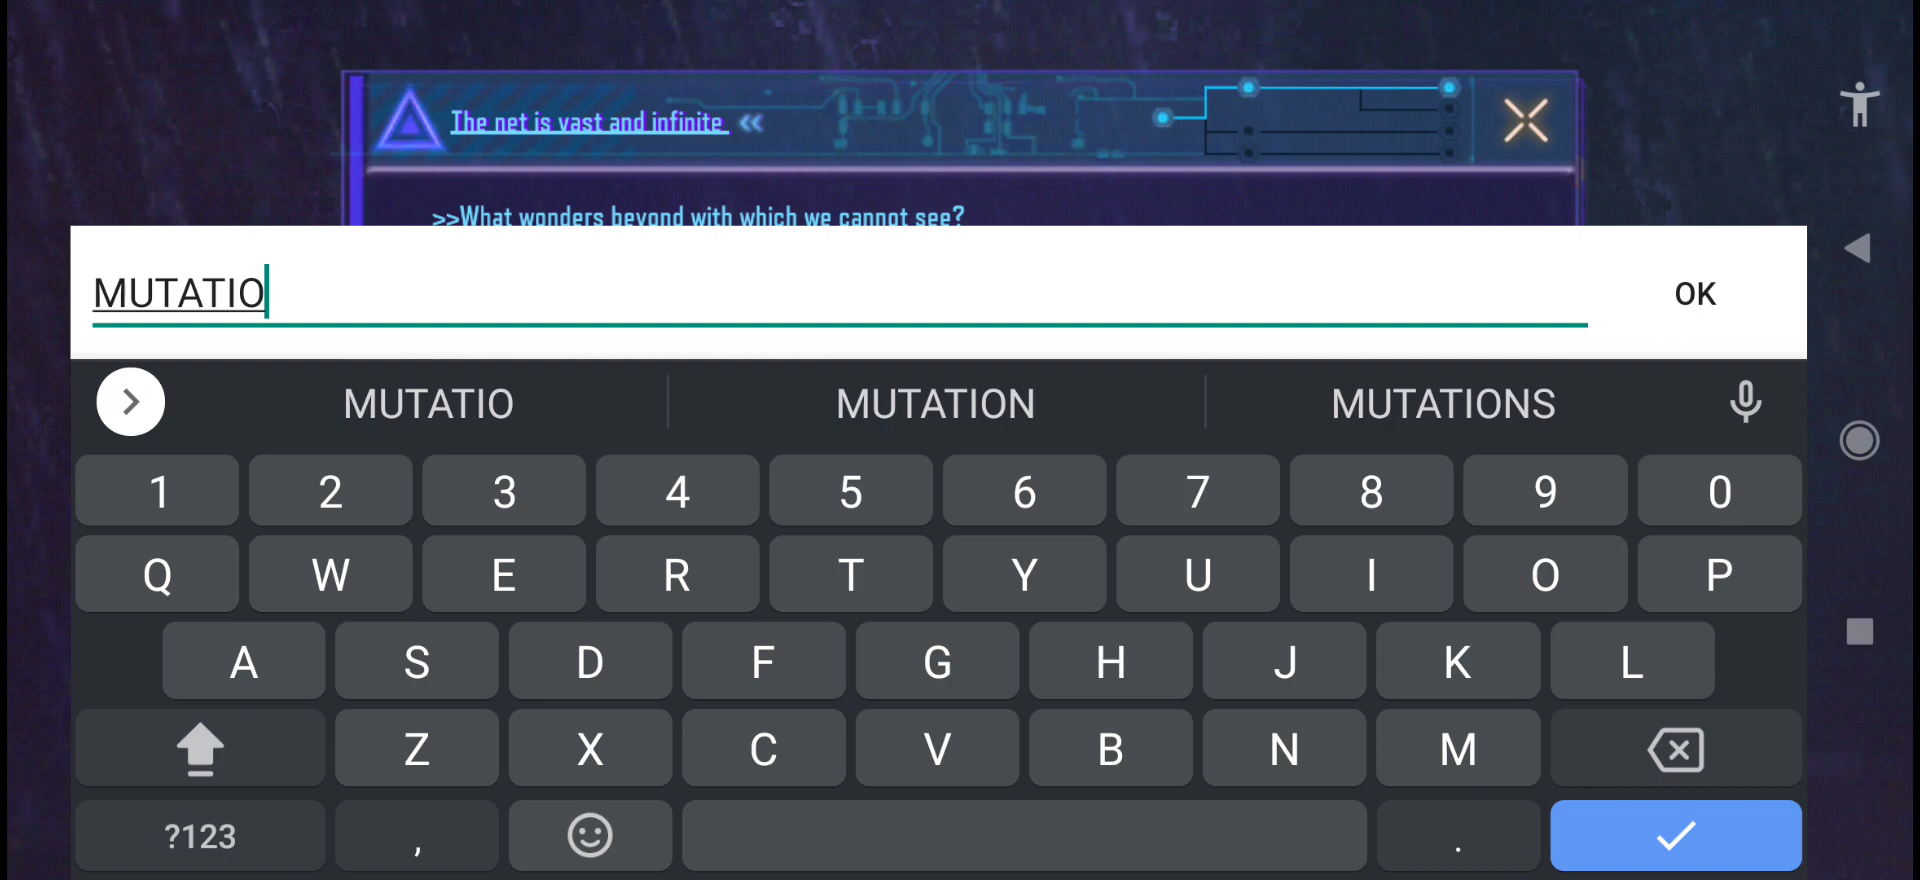 The net is vast and infinite
>>What wonders beyond with which we cannot see?
MUTATIO
OK
MUTATIO MUTATION MUTATIONS
1 2 3 4 5 6 7 8 9 0
Q W E R T Y U I O P
A S D F G H J K L
Z X C V B N M
?123 , .